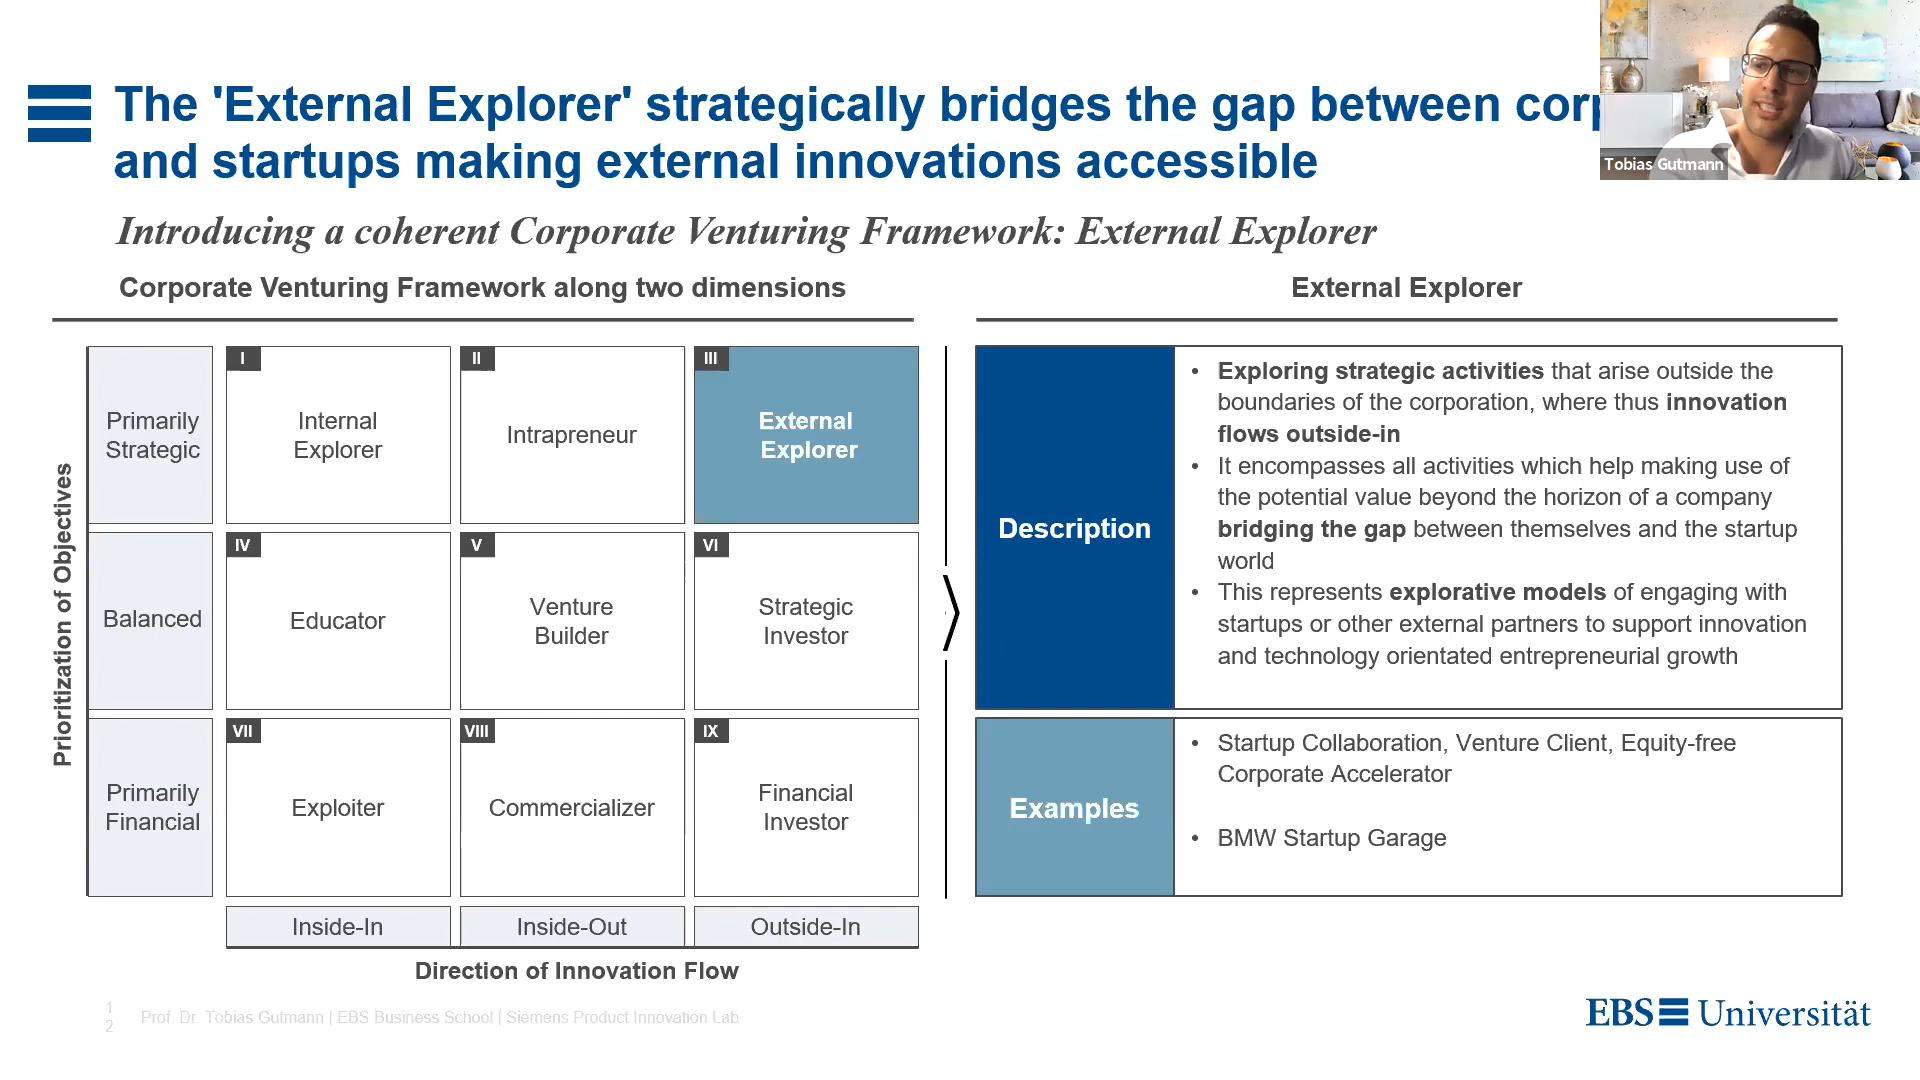 The 'External Explorer' strategically bridges the gap between corp
and startups making external innovations accessible
Tobias Gutmann
Introducing a coherent Corporate Venturing Framework: External Explorer
Corporate Venturing Framework along two dimensions
External Explorer
Prioritization of Objectives
Primarily
Strategic
I
Internal
Explorer
II
Intrapreneur
III
External
Explorer
Balanced
IV
Educator
V
Venture
Builder
VI
Strategic
Investor
Primarily
Financial
VII
Exploiter
VIII
Commercializer
IX
Financial
Investor
Inside-In
Inside-Out
Outside-In
Direction of Innovation Flow
Description
• Exploring strategic activities that arise outside the
boundaries of the corporation, where thus innovation
flows outside-in
• It encompasses all activities which help making use of
the potential value beyond the horizon of a company
bridging the gap between themselves and the startup
world
• This represents explorative models of engaging with
startups or other external partners to support innovation
and technology orientated entrepreneurial growth
Examples
• Startup Collaboration, Venture Client, Equity-free
Corporate Accelerator
• BMW Startup Garage
1
2
Prof. Dr. Tobias Gutmann | EBS Business School | Siemens Product Innovation Lab
EBS Universität